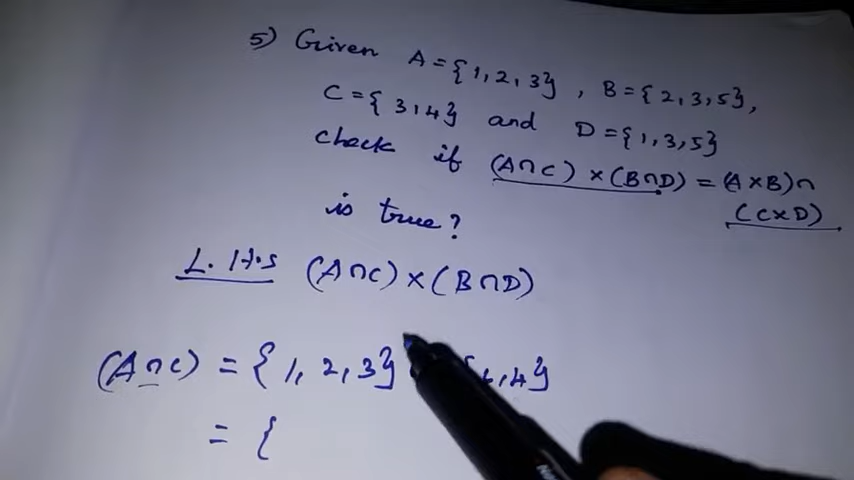 5) Given A = {1, 2, 3} , B = {2, 3, 5},
C = { 3, 4 } and D = {1, 3, 5}
check if (A∩C) × (B∩D) = (A×B)∩
(C×D)
is true?
L.H.S (A∩C) × (B∩D)
(A∩C) = {1, 2, 3} , 4}
= {